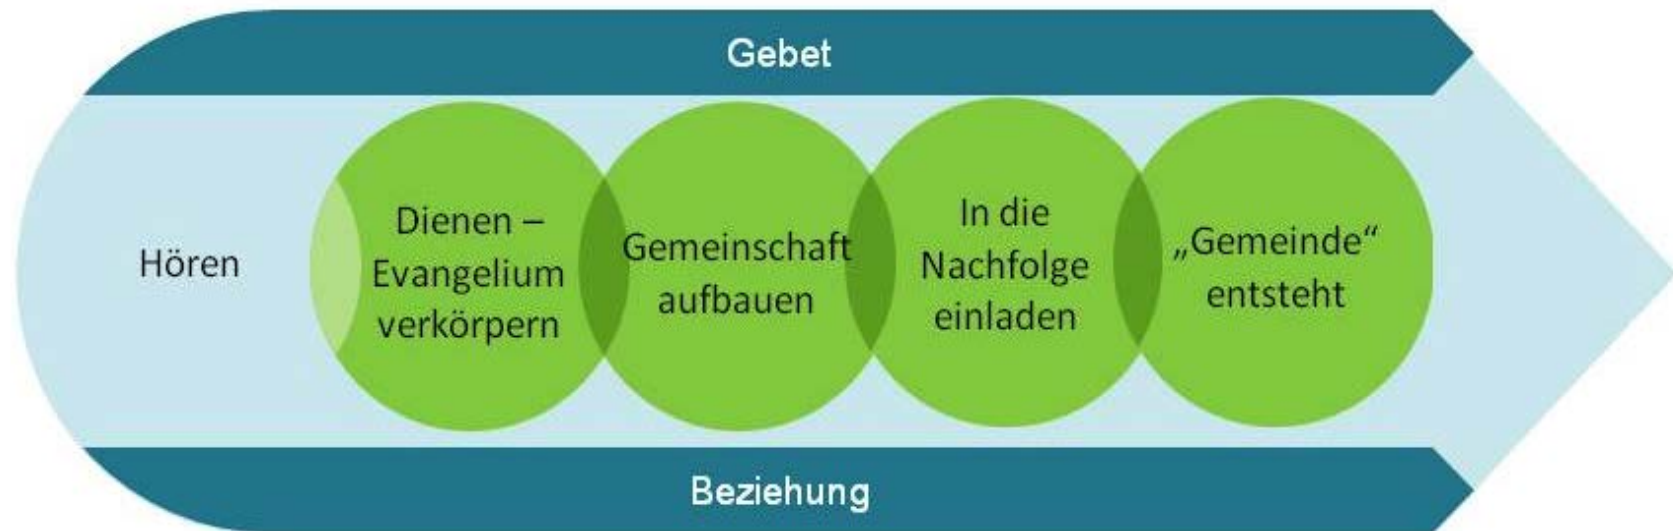 Gebet
Hören
Dienen –
Evangelium
verkörpern
Gemeinschaft
aufbauen
In die
Nachfolge
einladen
„Gemeinde“
entsteht
Beziehung